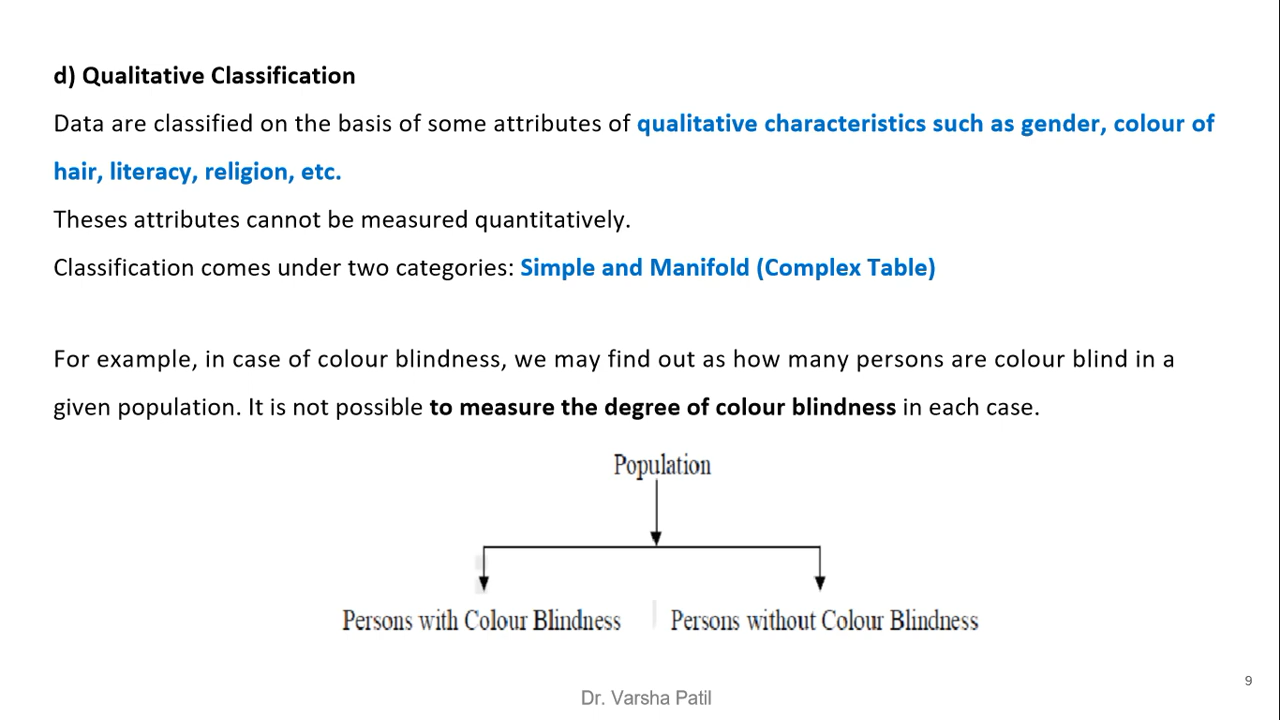 d) Qualitative Classification
Data are classified on the basis of some attributes of qualitative characteristics such as gender, colour of
hair, literacy, religion, etc.
Theses attributes cannot be measured quantitatively.
Classification comes under two categories: Simple and Manifold (Complex Table)
For example, in case of colour blindness, we may find out as how many persons are colour blind in a
given population. It is not possible to measure the degree of colour blindness in each case.
Population
Persons with Colour Blindness
Persons without Colour Blindness
9
Dr. Varsha Patil